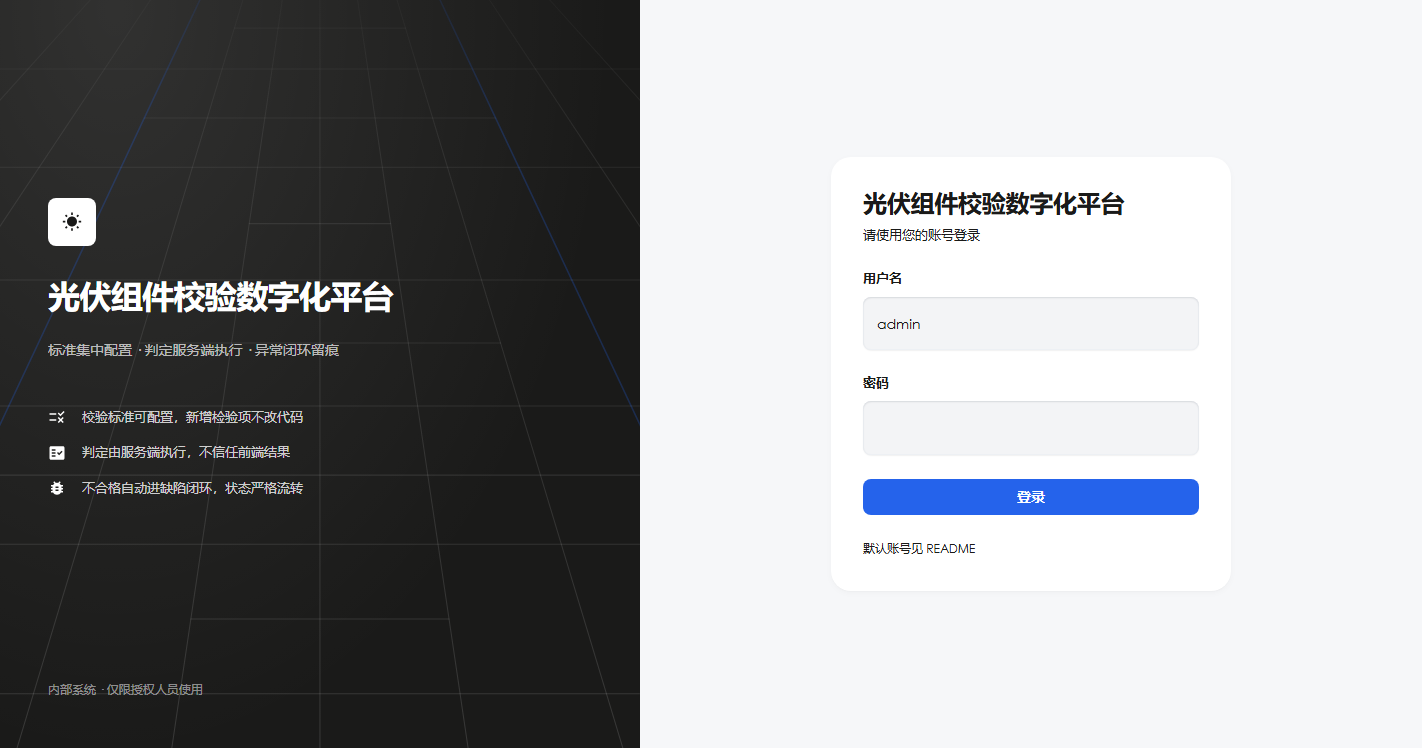 光伏组件校验数字化平台
标准集中配置 · 判定服务端执行 · 异常闭环留痕
校验标准可配置，新增检验项不改代码
判定由服务端执行，不信任前端结果
不合格自动进缺陷闭环，状态严格流转
内部系统 · 仅限授权人员使用
光伏组件校验数字化平台
请使用您的账号登录
用户名
admin
密码
登录
默认账号见 README